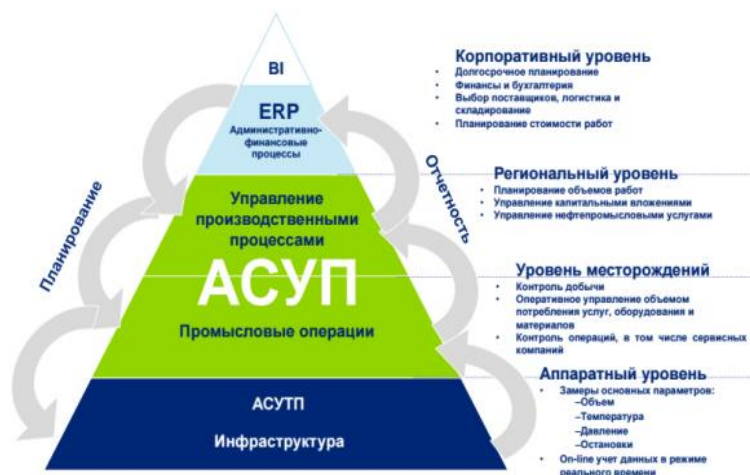 BI
ERP
Административно-
финансовые
процессы
Управление
производственными
процессами
АСУП
Промысловые операции
АСУТП
Инфраструктура
Планирование
Отчетность
Корпоративный уровень
• Долгосрочное планирование
• Финансы и бухгалтерия
• Выбор поставщиков, логистика и
складирование
• Планирование стоимости работ
Региональный уровень
• Планирование объемов работ
• Управление капитальными вложениями
• Управление нефтепромысловыми услугами
Уровень месторождений
• Контроль добычи
• Оперативное управление объемом
потребления услуг, оборудования и
материалов
• Контроль операций, в том числе сервисных
компаний
Аппаратный уровень
• Замеры основных параметров:
–Объем
–Температура
–Давление
–Остановки
• On-line учет данных в режиме
реального времени